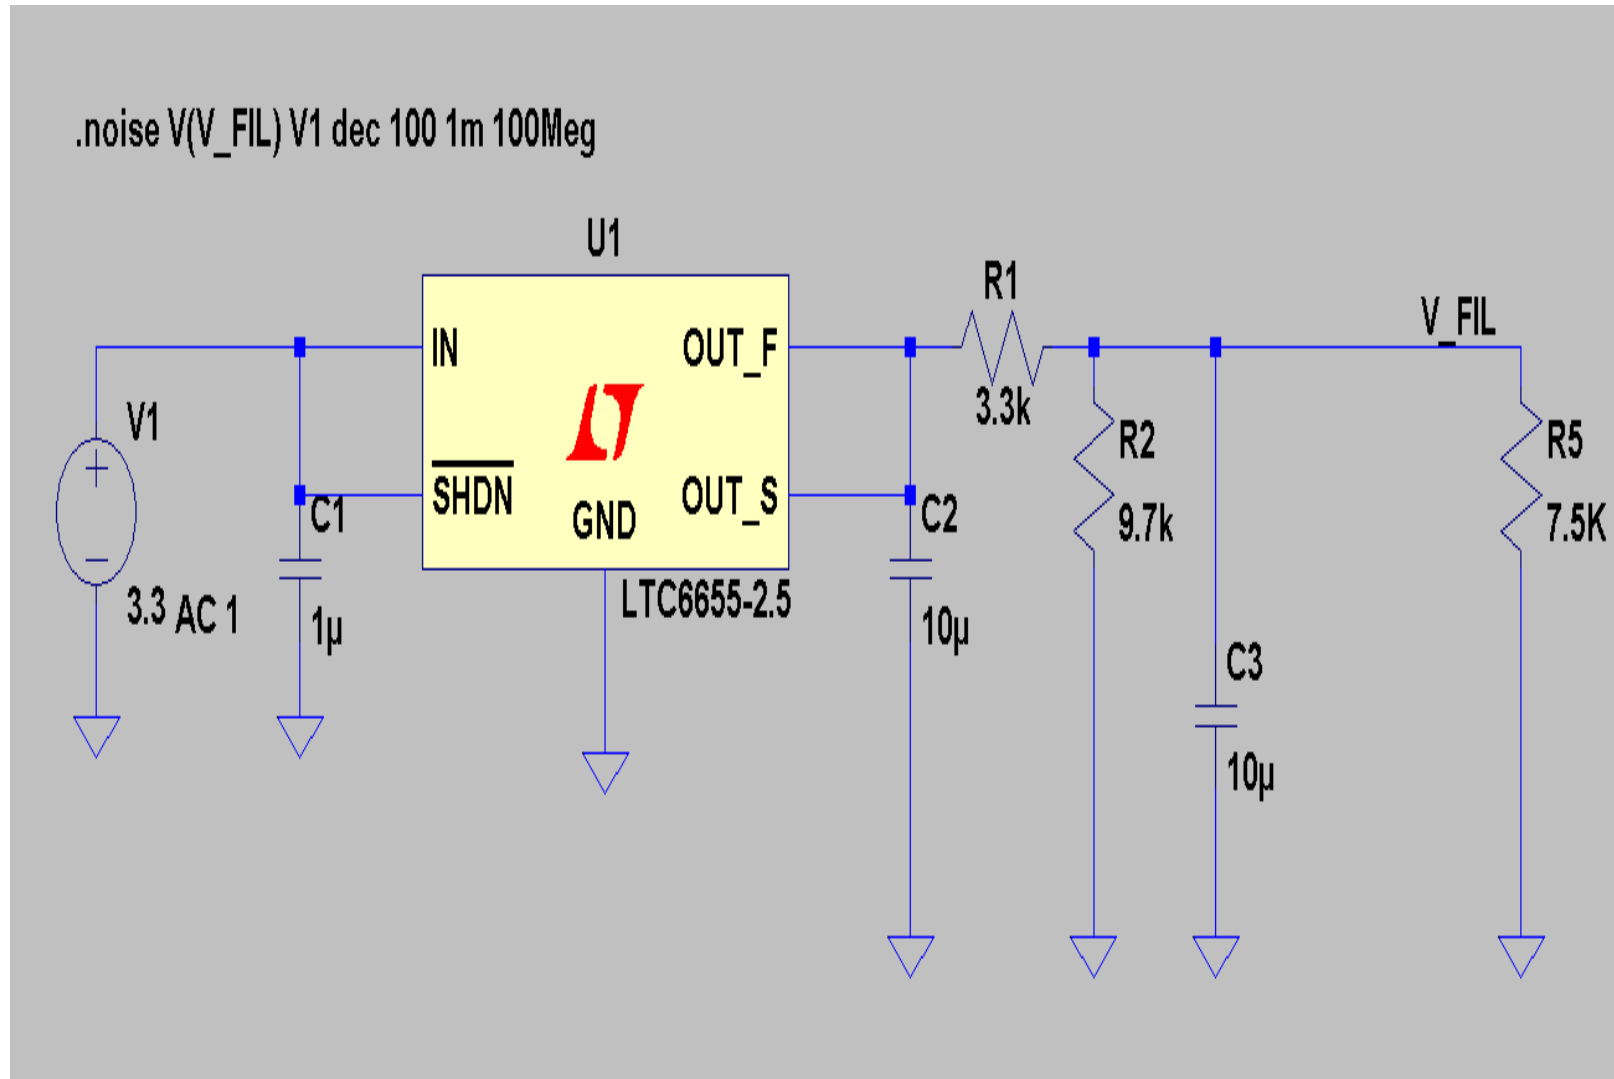 .noise V(V_FIL) V1 dec 100 1m 100Meg
U1
R1
V_FIL
IN
OUT_F
3.3k
V1
R2
R5
SHDN
OUT_S
C1
GND
C2
9.7k
7.5K
3.3 AC 1
1µ
LTC6655-2.5
10µ
C3
10µ